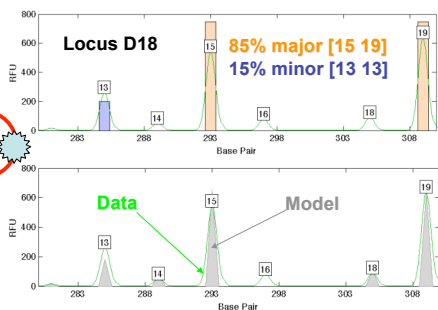 800
600
400
200
0
RFU
Locus D18
85% major [15 19]
15% minor [13 13]
13
14
15
16
18
19
283 288 293 298 303 308
Base Pair
800
600
400
200
0
RFU
Data
Model
13
14
15
16
18
19
283 288 293 298 303 308
Base Pair